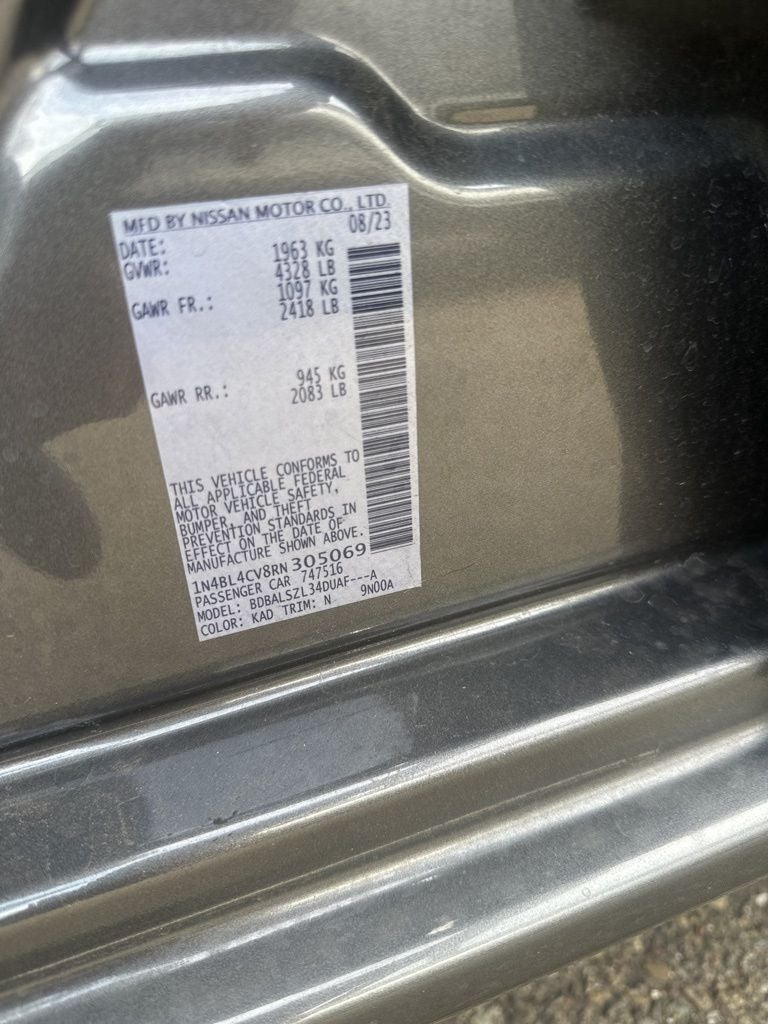 MFD BY NISSAN MOTOR CO., LTD.
DATE: 08/23
GVWR: 1963 KG
4328 LB
GAWR FR.: 1097 KG
2418 LB
GAWR RR.: 945 KG
2083 LB
THIS VEHICLE CONFORMS TO
ALL APPLICABLE FEDERAL
MOTOR VEHICLE SAFETY,
BUMPER, AND THEFT
PREVENTION STANDARDS IN
EFFECT ON THE DATE OF
MANUFACTURE SHOWN ABOVE.
1N4BL4CV8RN 305069
PASSENGER CAR 747516
MODEL: BDBALSZL34DUAF---A
COLOR: KAD TRIM: N 9N00A